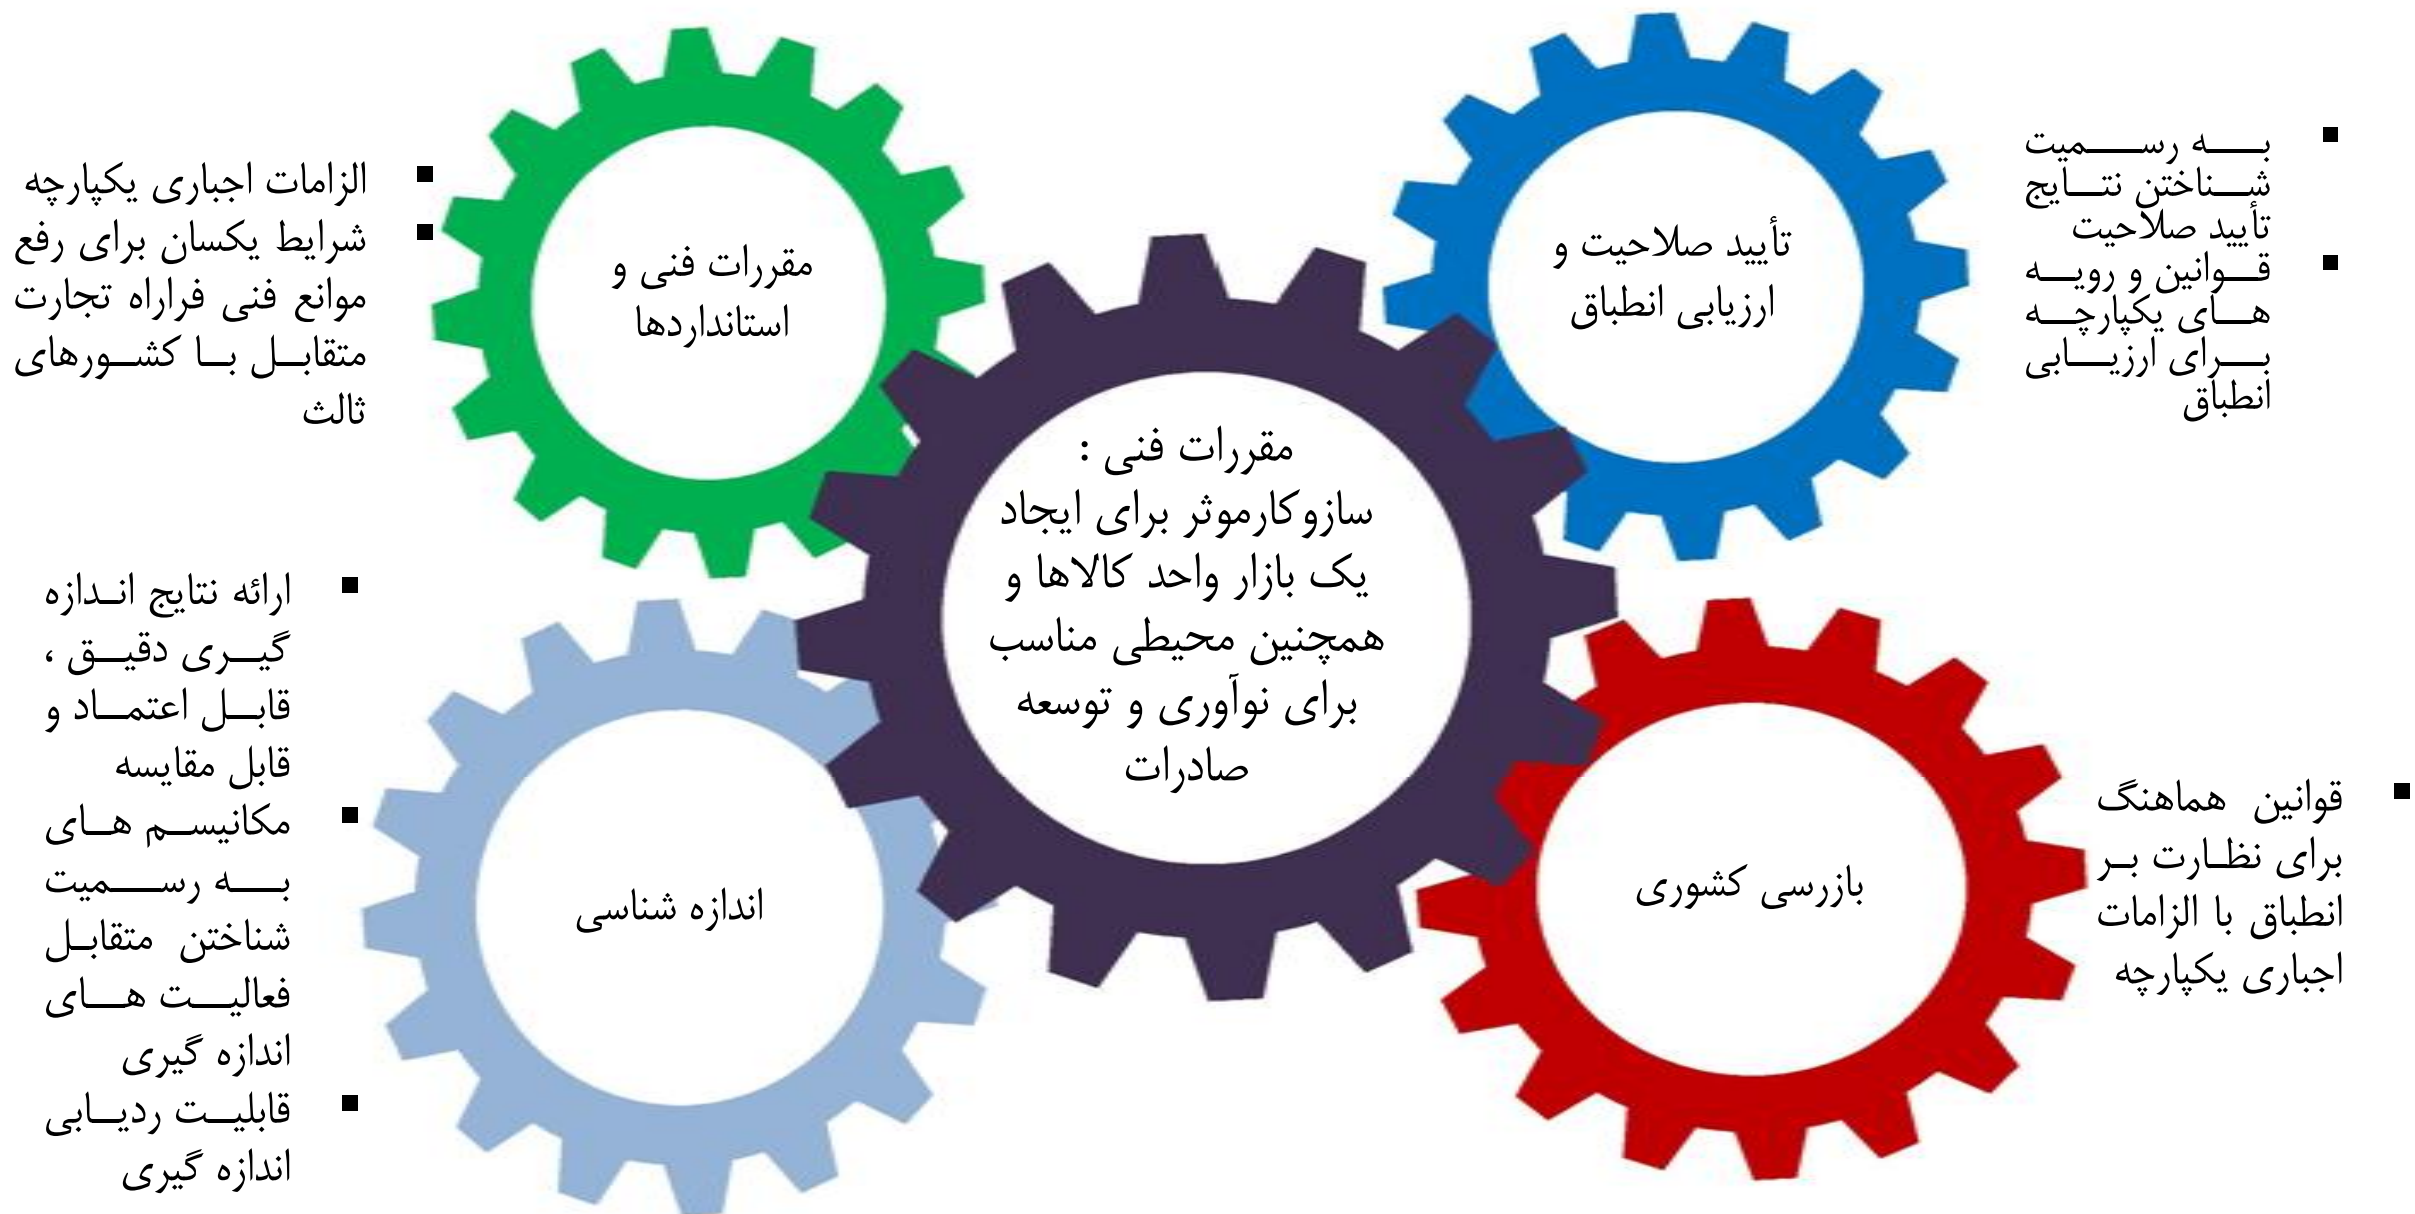 به رسمیت
شناختن نتایج
تأیید صلاحیت
قوانین و رویه
های یکپارچه
برای ارزیابی
انطباق
تأیید صلاحیت و
ارزیابی انطباق
مقررات فنی و
استانداردها
الزامات اجباری یکپارچه
شرایط یکسان برای رفع
موانع فنی فراراه تجارت
متقابل با کشورهای
ثالث
مقررات فنی :
سازوکارموثر برای ایجاد
یک بازار واحد کالاها و
همچنین محیطی مناسب
برای نوآوری و توسعه
صادرات
قوانین هماهنگ
برای نظارت بر
انطباق با الزامات
اجباری یکپارچه
بازرسی کشوری
اندازه شناسی
ارائه نتایج اندازه
گیری دقیق ،
قابل اعتماد و
قابل مقایسه
مکانیسم های
به رسمیت
شناختن متقابل
فعالیت های
اندازه گیری
قابلیت ردیابی
اندازه گیری